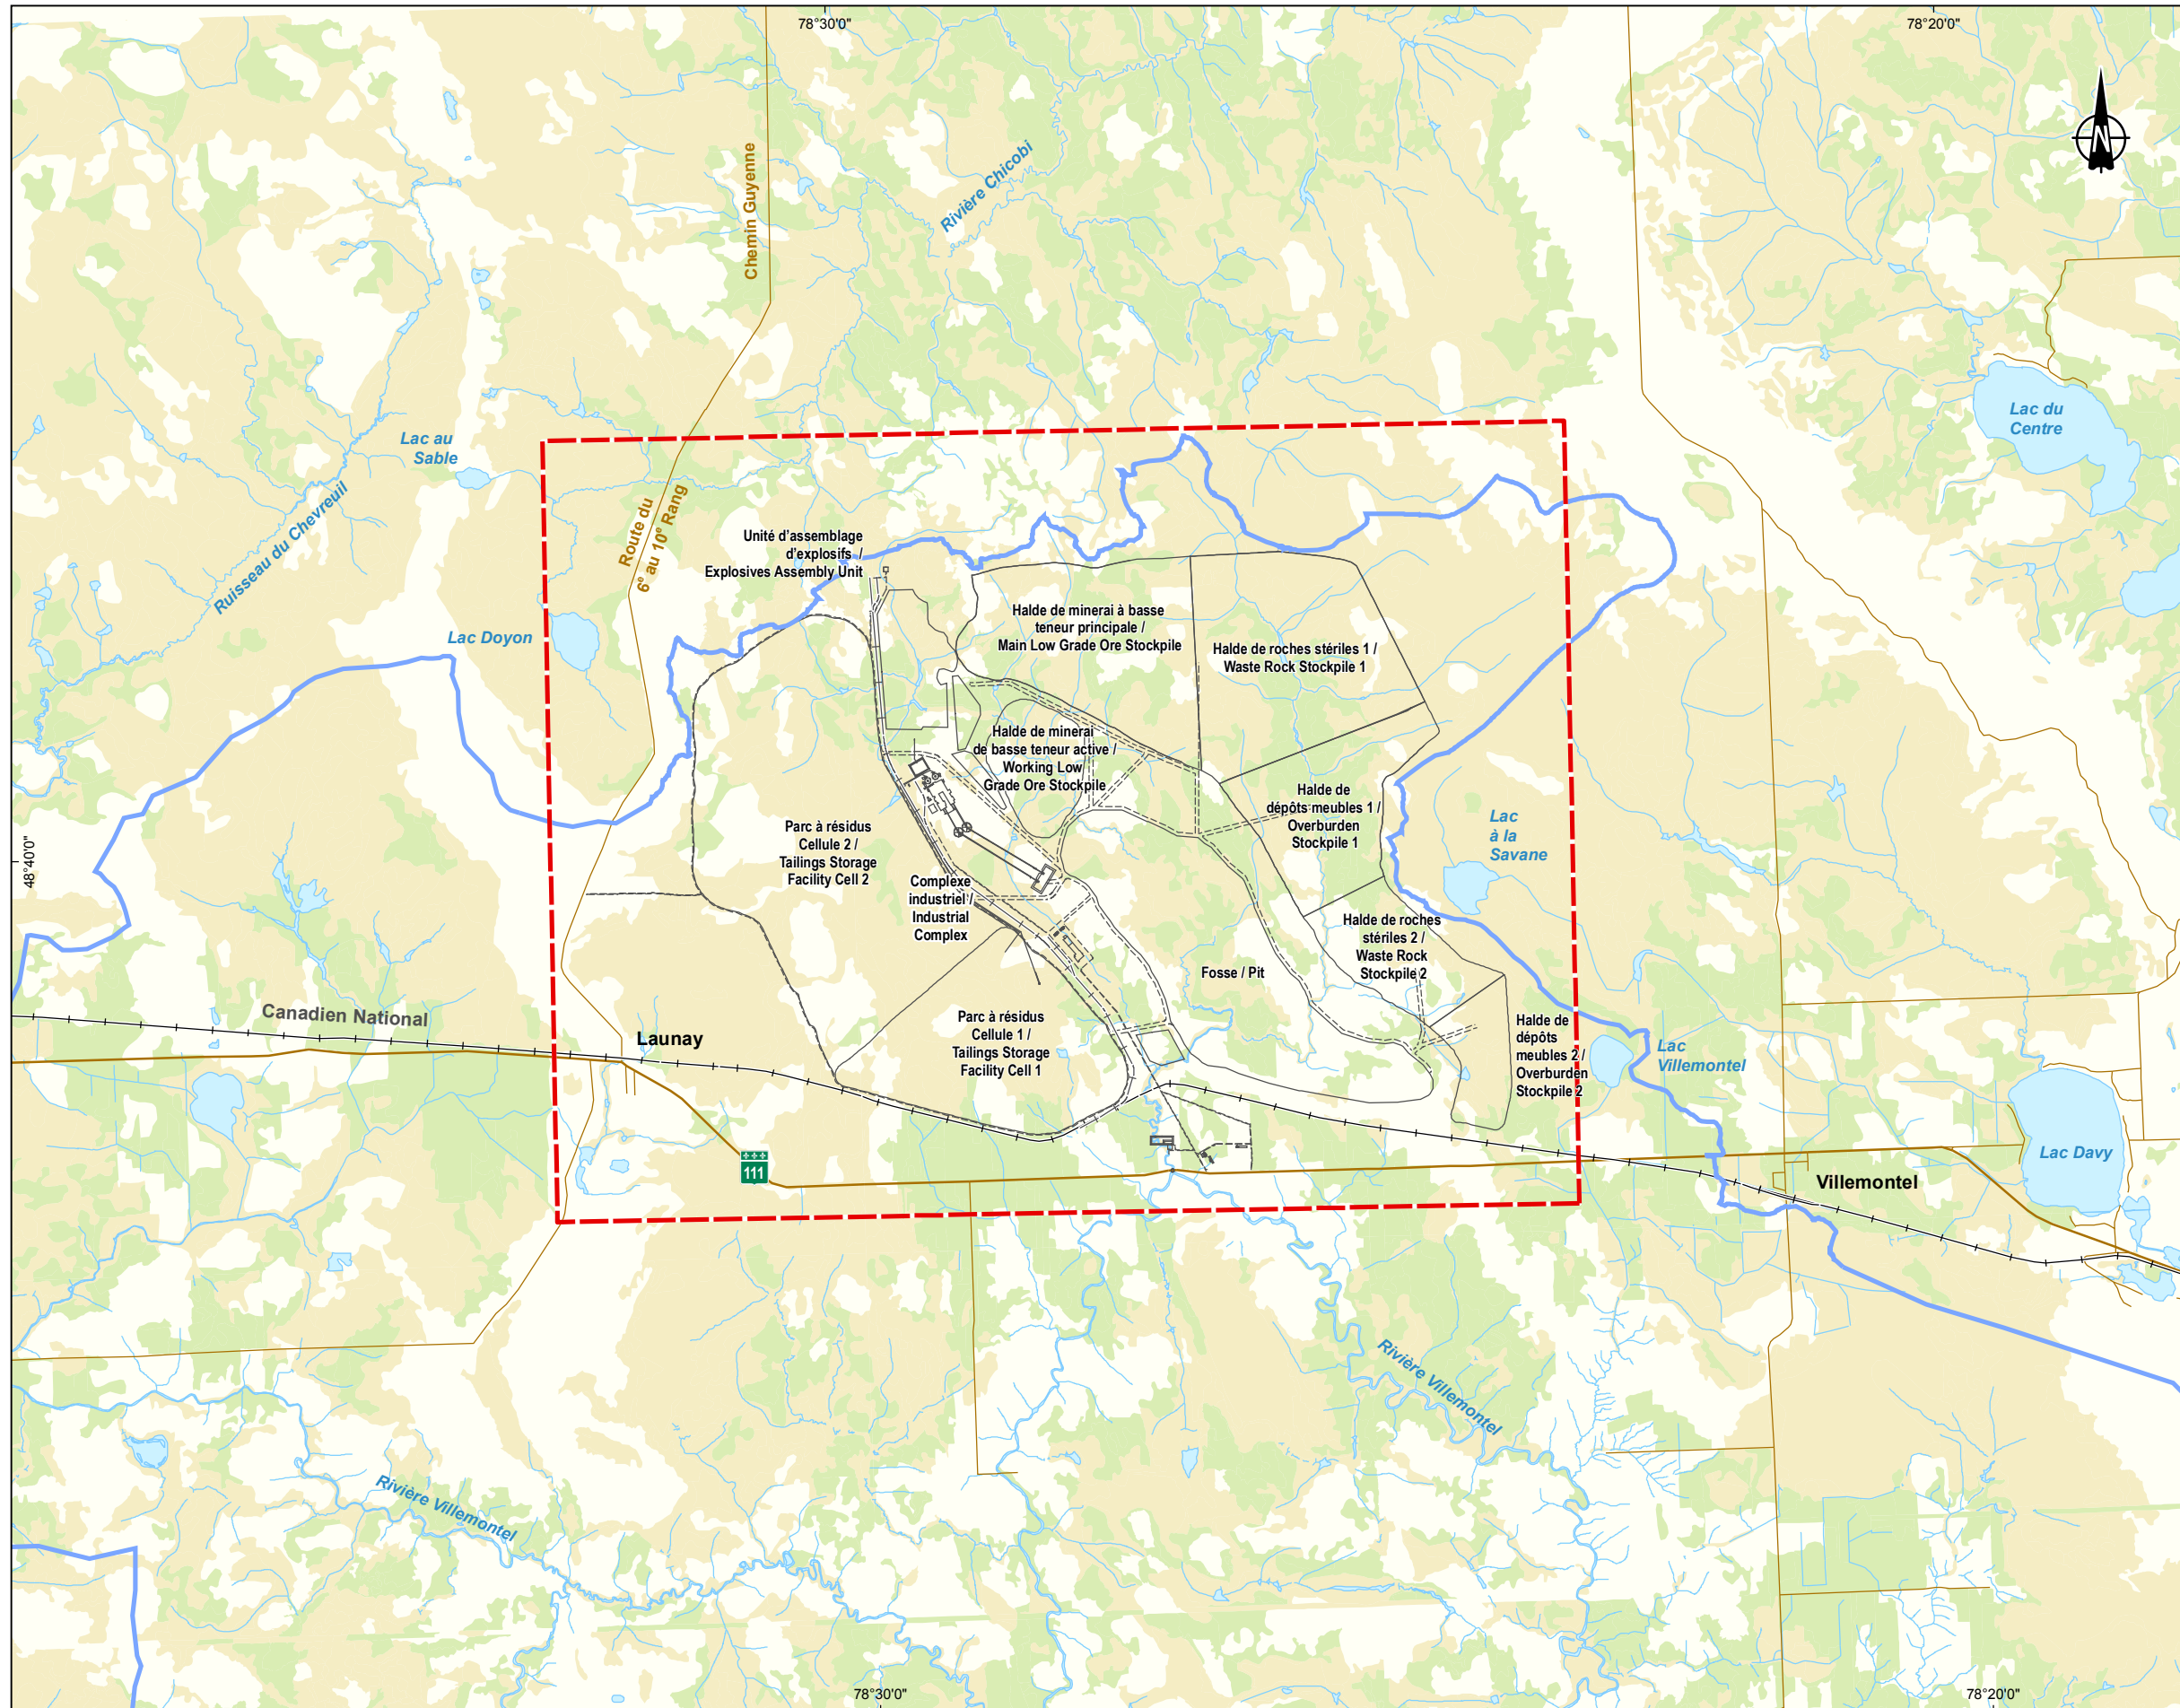 78°30'0"
78°20'0"
Chemin Guyenne
Rivière Chicobi
Lac du
Centre
Lac au
Sable
Ruisseau du Chevreuil
Route du
6e au 10e Rang
Unité d'assemblage
d'explosifs /
Explosives Assembly Unit
Halde de minerai à basse
teneur principale /
Main Low Grade Ore Stockpile
Halde de roches stériles 1 /
Waste Rock Stockpile 1
Lac Doyon
Halde de minerai
de basse teneur active /
Working Low
Grade Ore Stockpile
Halde de
dépôts meubles 1 /
Overburden
Stockpile 1
Lac
à la
Savane
Parc à résidus
Cellule 2 /
Tailings Storage
Facility Cell 2
48°40'0"
Complexe
industriel /
Industrial
Complex
Halde de roches
stériles 2 /
Waste Rock
Stockpile 2
Fosse / Pit
Canadien National
Launay
Parc à résidus
Cellule 1 /
Tailings Storage
Facility Cell 1
Halde de
dépôts
meubles 2 /
Overburden
Stockpile 2
Lac
Villemontel
111
Lac Davy
Villemontel
Rivière Villemontel
Rivière Villemontel
78°30'0"
78°20'0"
N